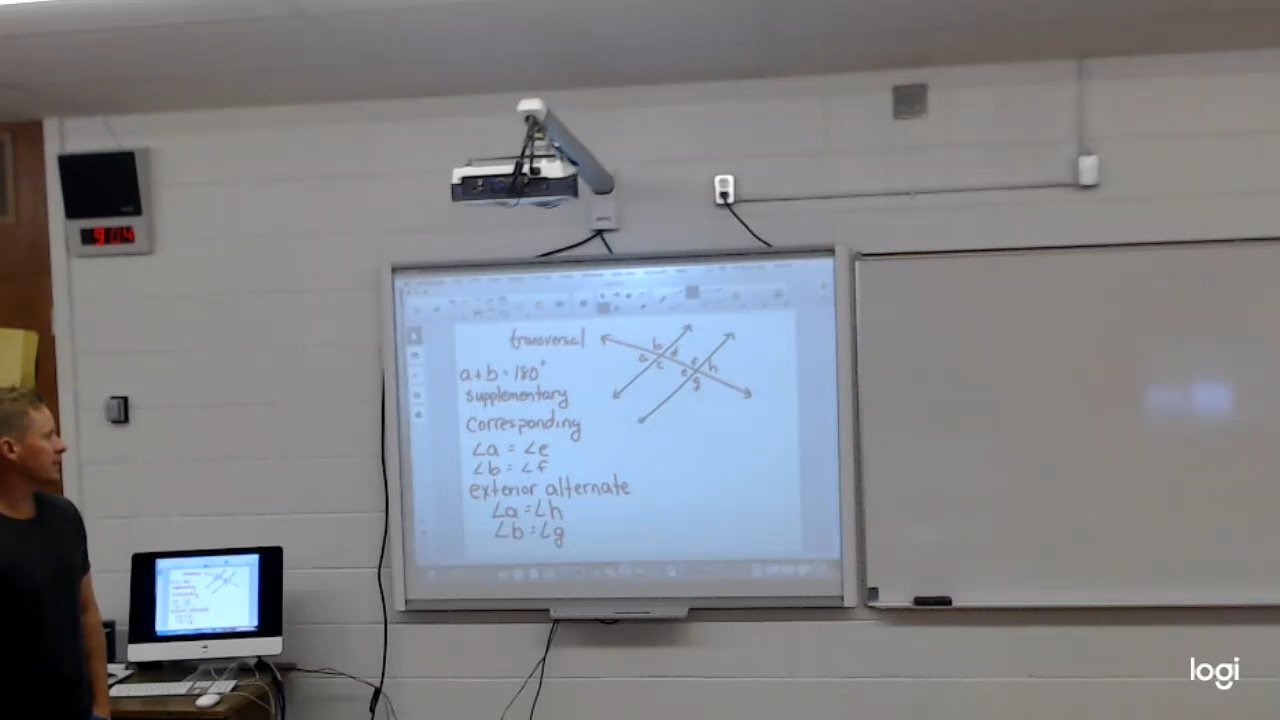 9:04
transversal
b
a d
c
f
e h
g
a+b=180°
supplementary
corresponding
∠a = ∠e
∠b = ∠f
exterior alternate
∠a=∠h
∠b=∠g
logi